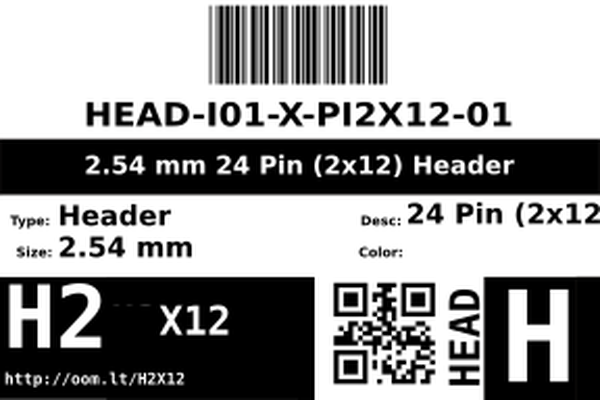 HEAD-I01-X-PI2X12-01
2.54 mm 24 Pin (2x12) Header
Type: Header
Desc: 24 Pin (2x12
Size: 2.54 mm
Color:
H2 X12
http://oom.lt/H2X12
HEAD
H